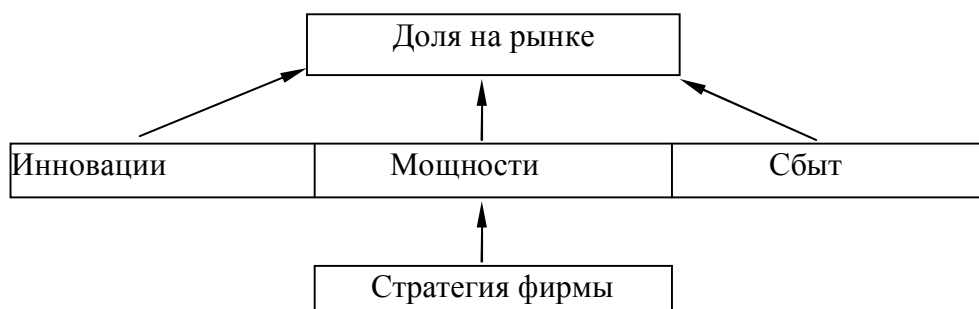 Доля на рынке
Инновации Мощности Сбыт
Стратегия фирмы